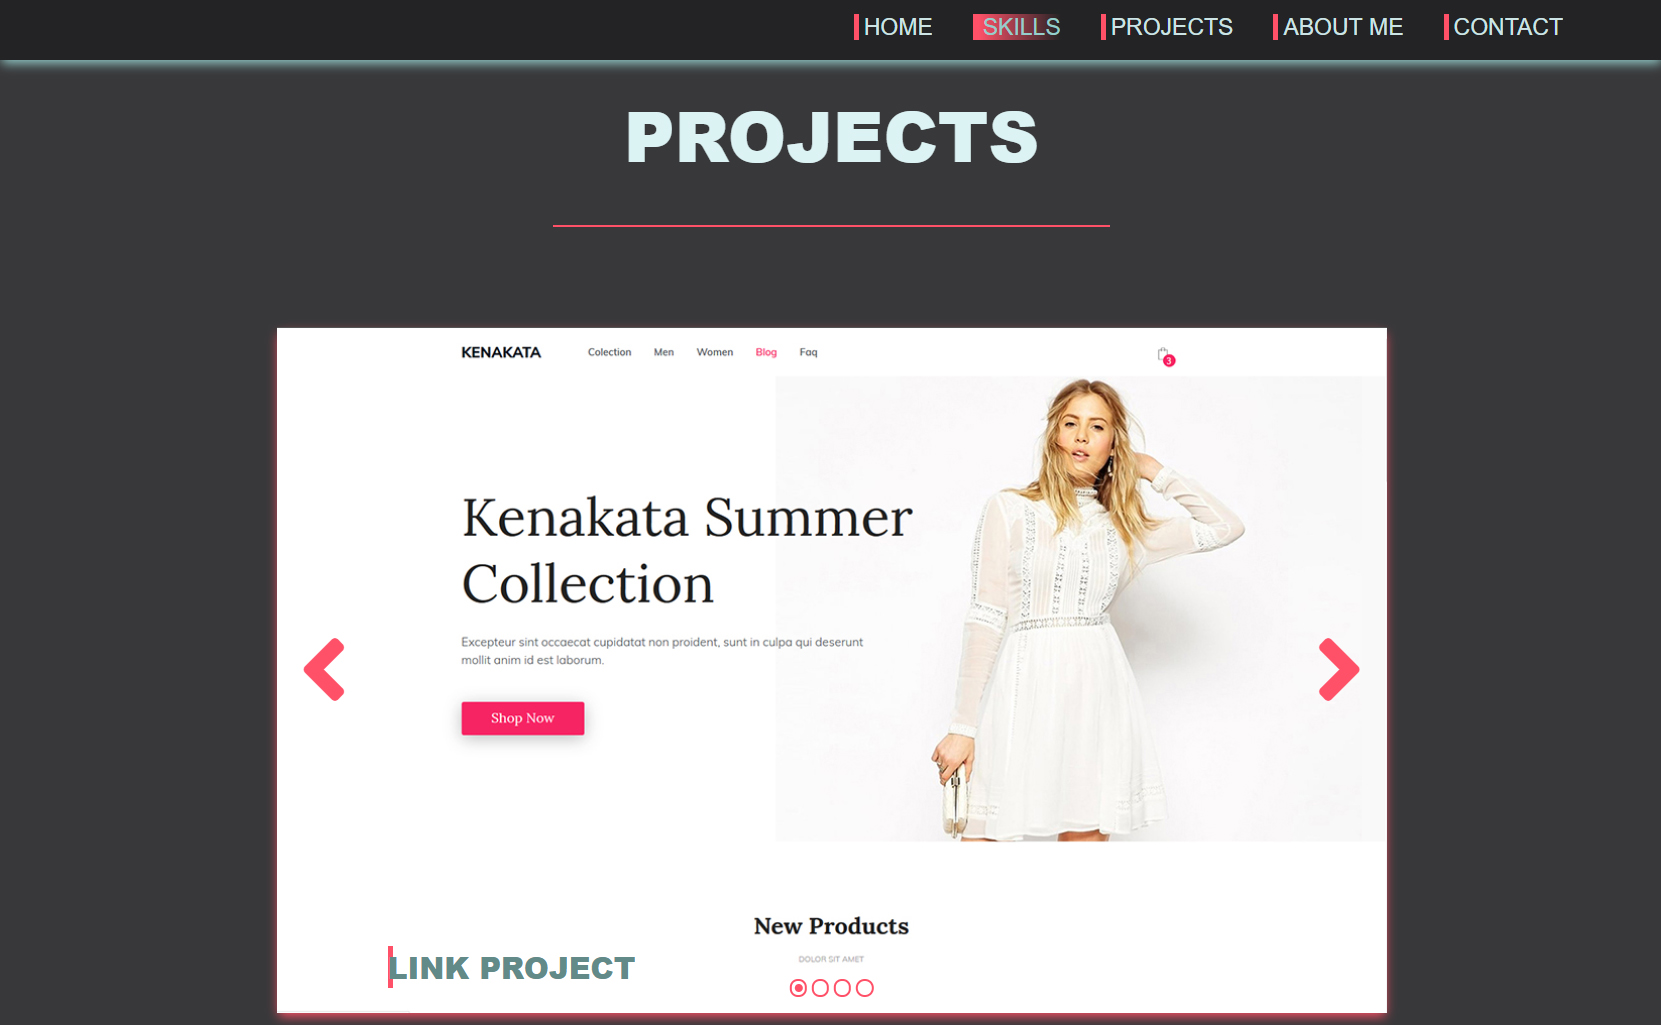 HOME SKILLS PROJECTS ABOUT ME CONTACT
PROJECTS
KENAKATA Colection Men Women Blog Faq 3
Kenakata Summer
Collection
Excepteur sint occaecat cupidatat non proident, sunt in culpa qui deserunt
mollit anim id est laborum.
Shop Now
New Products
DOLOR SIT AMET
LINK PROJECT